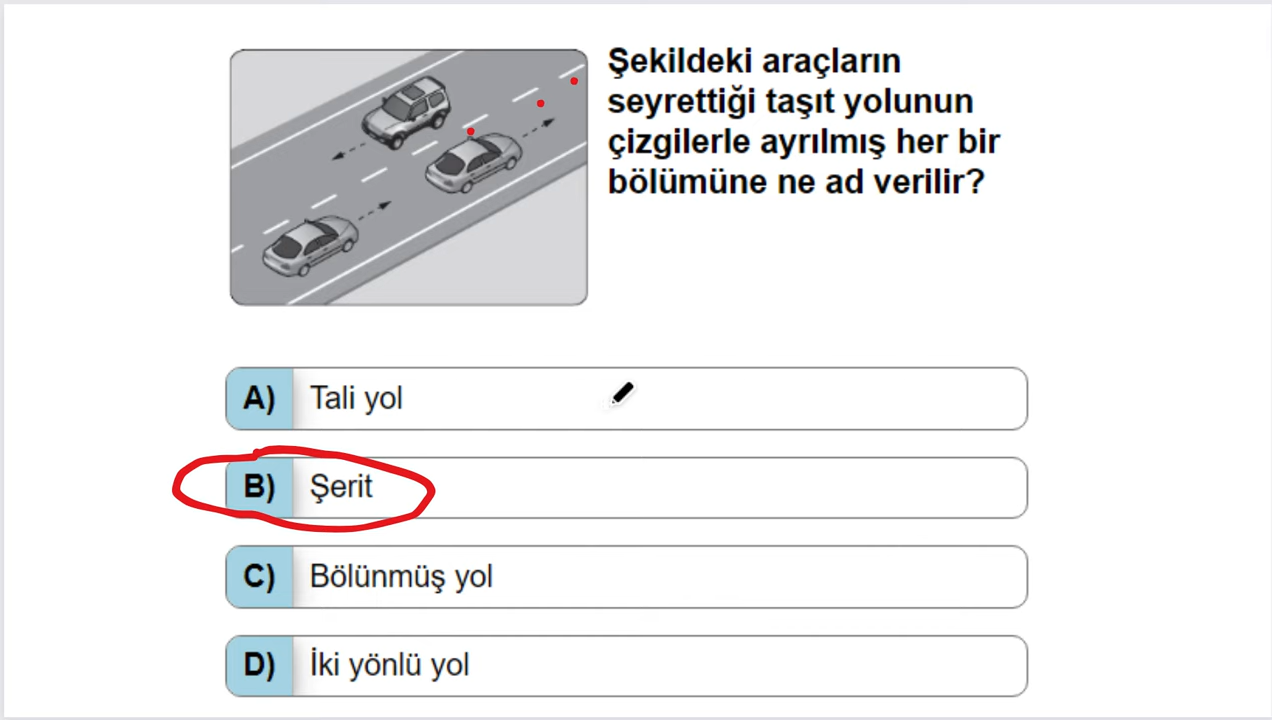 Şekildeki araçların
seyrettiği taşıt yolunun
çizgilerle ayrılmış her bir
bölümüne ne ad verilir?
A) Tali yol
B) Şerit
C) Bölünmüş yol
D) İki yönlü yol